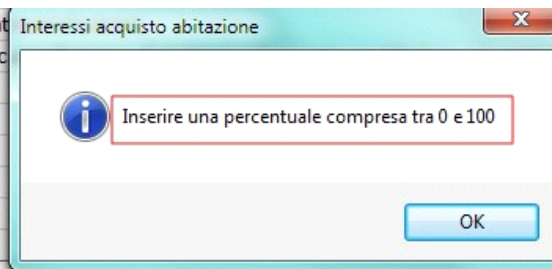 Interessi acquisto abitazione
Inserire una percentuale compresa tra 0 e 100
OK